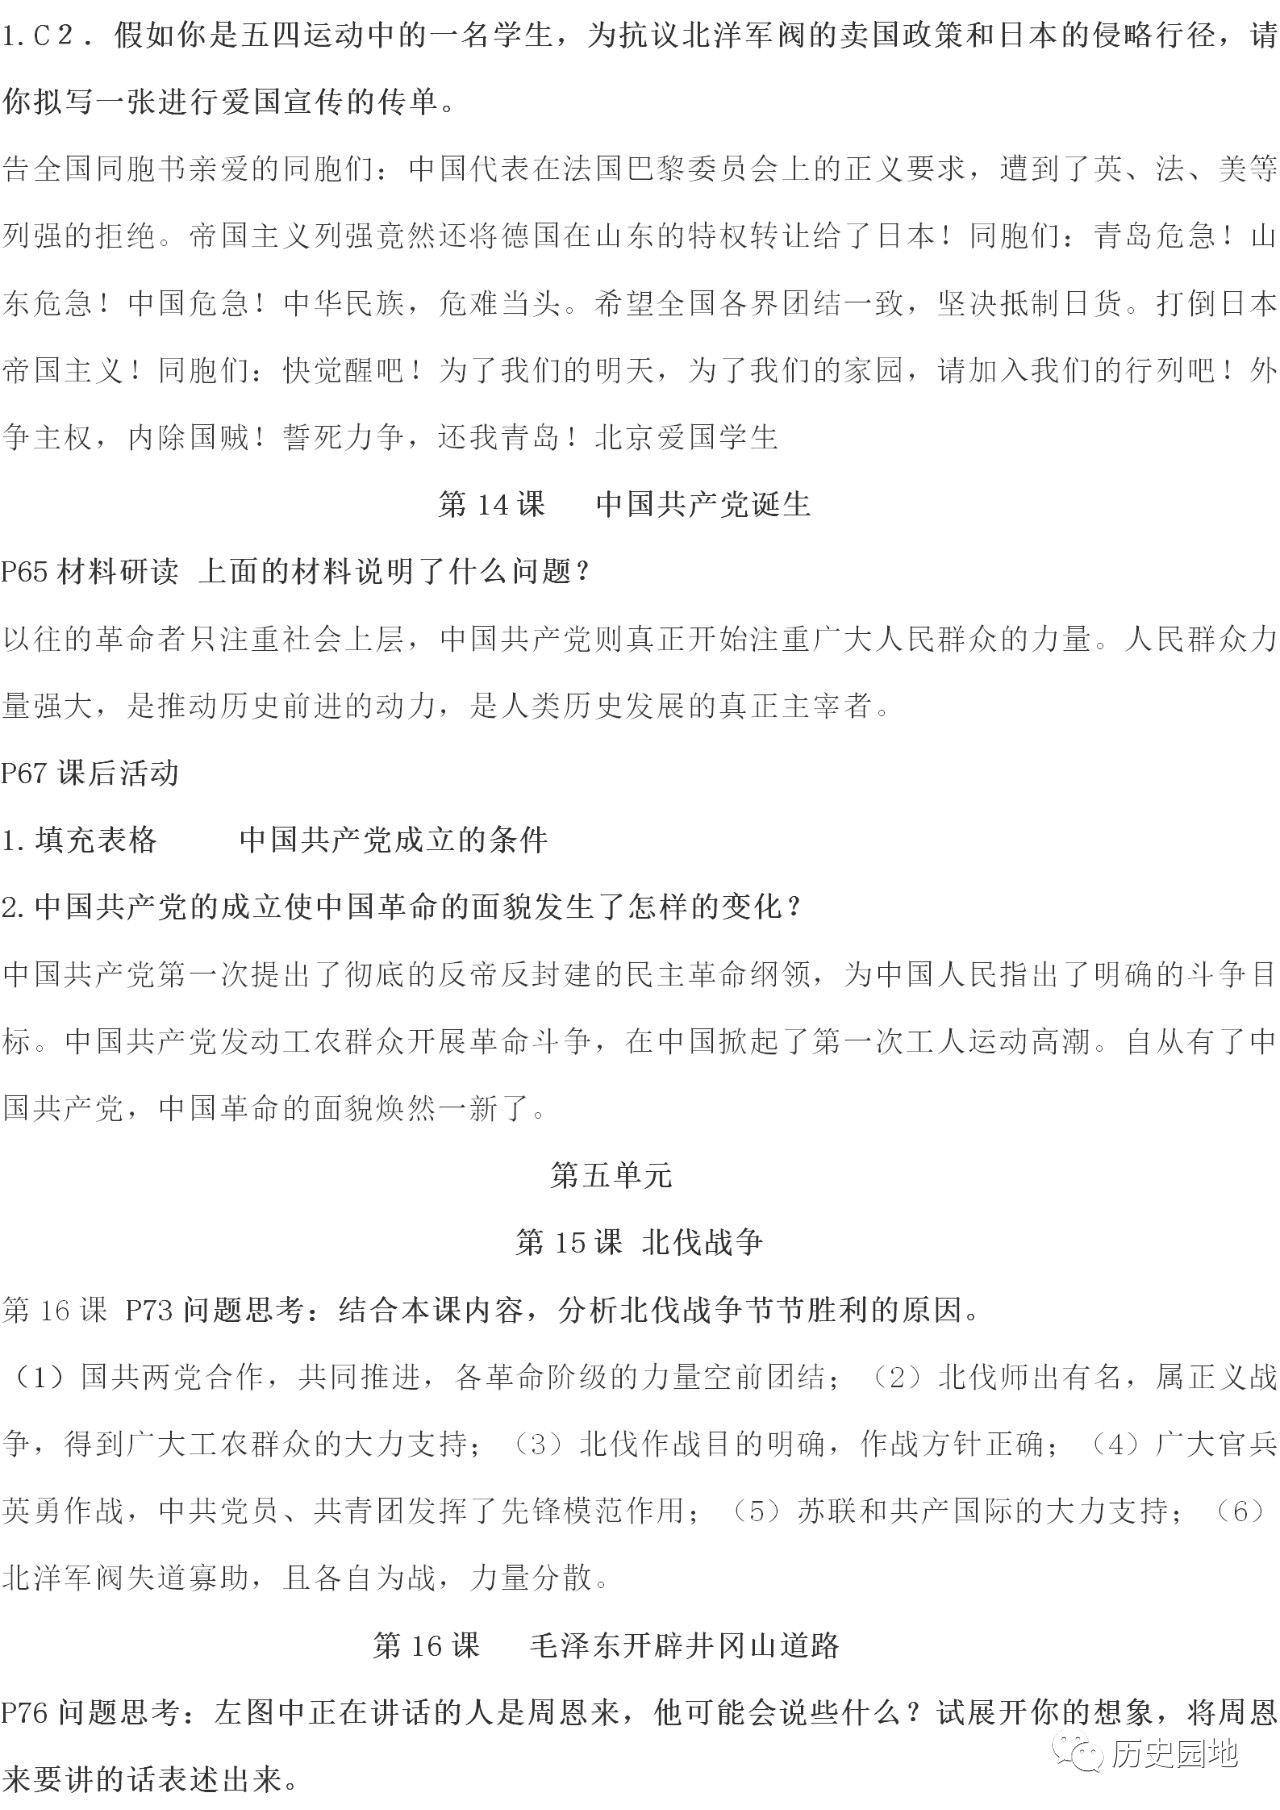 1. C２．假如你是五四运动中的一名学生，为抗议北洋军阀的卖国政策和日本的侵略行径，请
你拟写一张进行爱国宣传的传单。
告全国同胞书亲爱的同胞们：中国代表在法国巴黎委员会上的正义要求，遭到了英、法、美等
列强的拒绝。帝国主义列强竟然还将德国在山东的特权转让给了日本！同胞们：青岛危急！山
东危急！中国危急！中华民族，危难当头。希望全国各界团结一致，坚决抵制日货。打倒日本
帝国主义！同胞们：快觉醒吧！为了我们的明天，为了我们的家园，请加入我们的行列吧！外
争主权，内除国贼！誓死力争，还我青岛！北京爱国学生
第 14 课 中国共产党诞生
P65 材料研读 上面的材料说明了什么问题？
以往的革命者只注重社会上层，中国共产党则真正开始注重广大人民群众的力量。人民群众力
量强大，是推动历史前进的动力，是人类历史发展的真正主宰者。
P67 课后活动
1. 填充表格 中国共产党成立的条件
2. 中国共产党的成立使中国革命的面貌发生了怎样的变化？
中国共产党第一次提出了彻底的反帝反封建的民主革命纲领，为中国人民指出了明确的斗争目
标。中国共产党发动工农群众开展革命斗争，在中国掀起了第一次工人运动高潮。自从有了中
国共产党，中国革命的面貌焕然一新了。
第五单元
第 15 课 北伐战争
第 16 课 P73 问题思考：结合本课内容，分析北伐战争节节胜利的原因。
（1）国共两党合作，共同推进，各革命阶级的力量空前团结；（2）北伐师出有名，属正义战
争，得到广大工农群众的大力支持；（3）北伐作战目的明确，作战方针正确；（4）广大官兵
英勇作战，中共党员、共青团发挥了先锋模范作用；（5）苏联和共产国际的大力支持；（6）
北洋军阀失道寡助，且各自为战，力量分散。
第 16 课 毛泽东开辟井冈山道路
P76 问题思考：左图中正在讲话的人是周恩来，他可能会说些什么？试展开你的想象，将周恩
来要讲的话表述出来。
历史园地